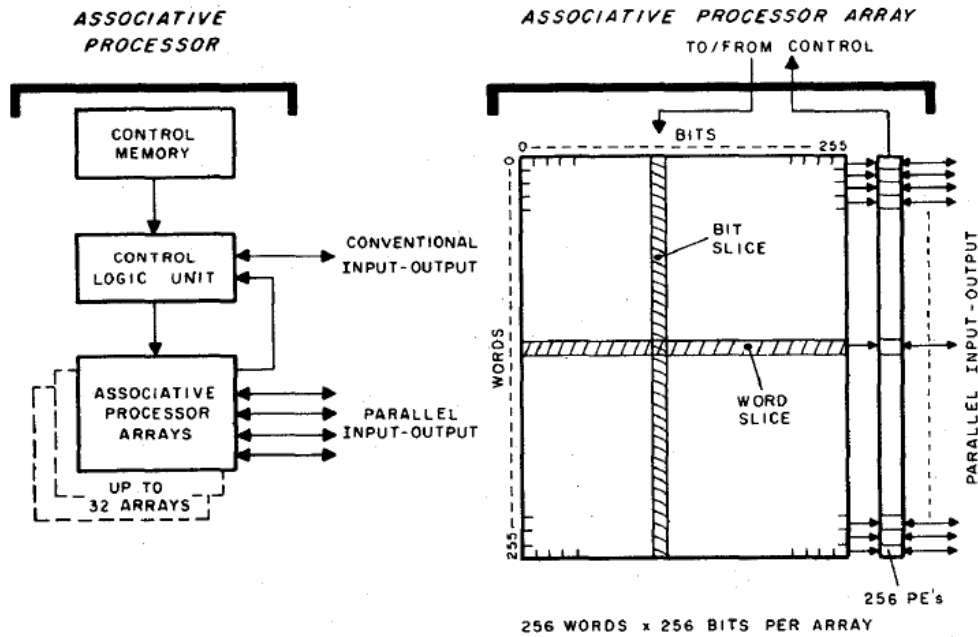 ASSOCIATIVE
PROCESSOR
CONTROL
MEMORY
CONTROL
LOGIC UNIT
CONVENTIONAL
INPUT-OUTPUT
ASSOCIATIVE
PROCESSOR
ARRAYS
PARALLEL
INPUT-OUTPUT
UP TO
32 ARRAYS
ASSOCIATIVE PROCESSOR ARRAY
TO/FROM CONTROL
BITS
0
255
0
WORDS
255
BIT
SLICE
WORD
SLICE
PARALLEL INPUT-OUTPUT
256 PE's
256 WORDS x 256 BITS PER ARRAY